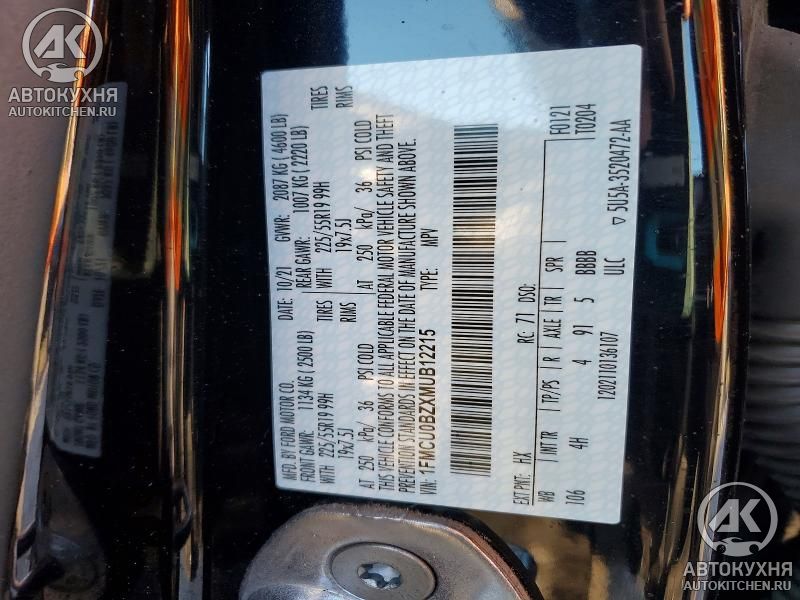 АВТОКУХНЯ
AUTOKITCHEN.RU
MFD. BY FORD MOTOR CO.
10/21
GVWR: 2087 KG ( 4600 LB)
FRONT GAWR: 1134 KG ( 2500 LB)
REAR GAWR: 1007 KG ( 2220 LB)
WITH 225/55R19 99H TIRES
WITH 225/55R19 99H TIRES
19x7.5J RIMS
19x7.5J RIMS
AT 250 kPa/ 36 PSI COLD
AT 250 kPa/ 36 PSI COLD
THIS VEHICLE CONFORMS TO ALL APPLICABLE FEDERAL MOTOR VEHICLE SAFETY AND THEFT
PREVENTION STANDARDS IN EFFECT ON THE DATE OF MANUFACTURE SHOWN ABOVE.
VIN: 1FMCU0BZXMUB12215
TYPE: MPV
F0121
T0204
EXT PNT: HX RC: 71 DSO:
WB INT TR TP/PS R AXLE TR SPR
106 4H 4 91 5 BBBB
120211013610 7 ULC
▽ 5U5A-3520472-AA
АВТОКУХНЯ
AUTOKITCHEN.RU